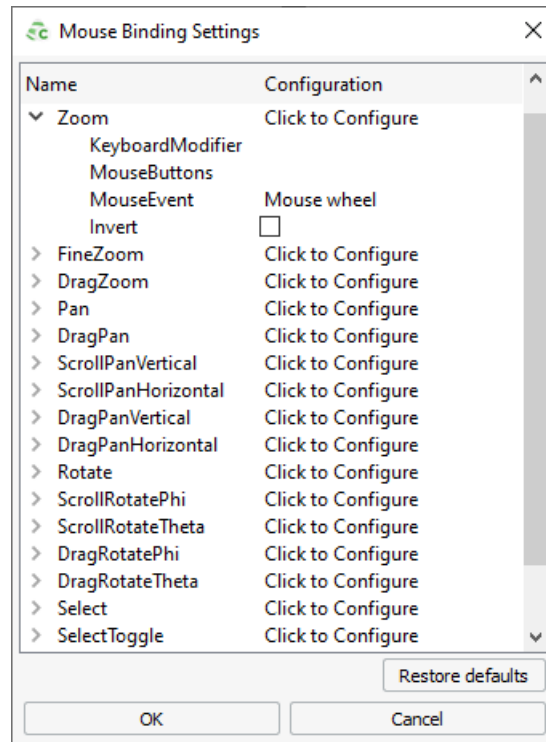 Mouse Binding Settings
Name Configuration
Zoom Click to Configure
KeyboardModifier
MouseButtons
MouseEvent Mouse wheel
Invert
FineZoom Click to Configure
DragZoom Click to Configure
Pan Click to Configure
DragPan Click to Configure
ScrollPanVertical Click to Configure
ScrollPanHorizontal Click to Configure
DragPanVertical Click to Configure
DragPanHorizontal Click to Configure
Rotate Click to Configure
ScrollRotatePhi Click to Configure
ScrollRotateTheta Click to Configure
DragRotatePhi Click to Configure
DragRotateTheta Click to Configure
Select Click to Configure
SelectToggle Click to Configure
Restore defaults
OK Cancel